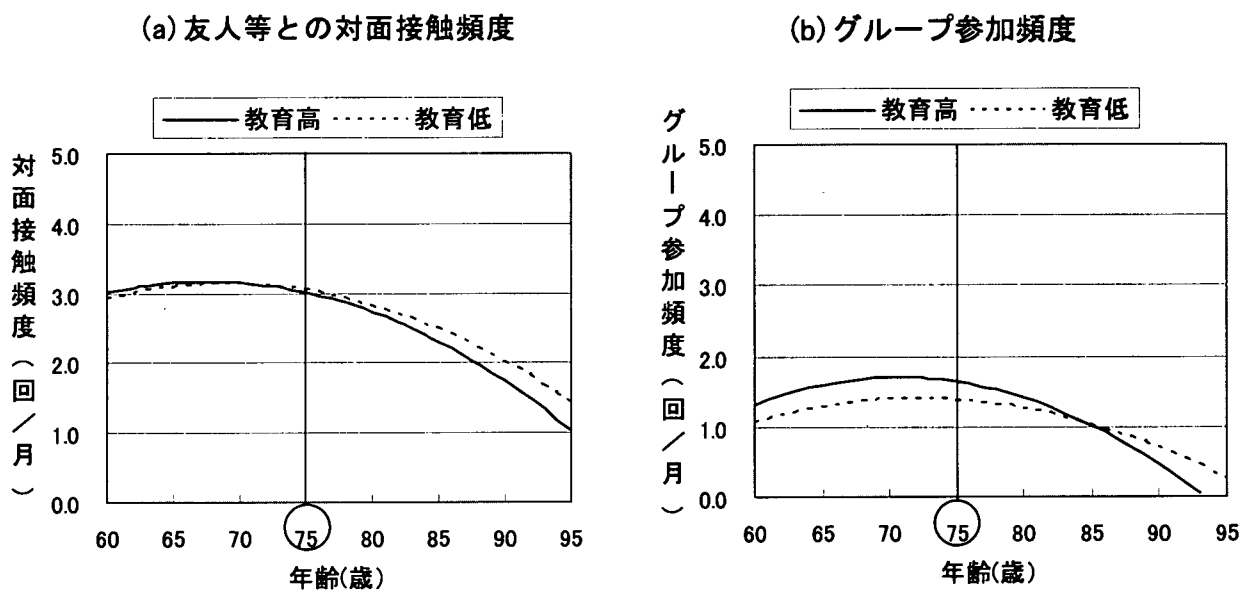 (a)友人等との対面接触頻度
教育高 教育低
対面接触頻度(回/月)
5.0
4.0
3.0
2.0
1.0
0.0
60 65 70 75 80 85 90 95
年齢(歳)
(b)グループ参加頻度
教育高 教育低
グループ参加頻度(回/月)
5.0
4.0
3.0
2.0
1.0
0.0
60 65 70 75 80 85 90 95
年齢(歳)